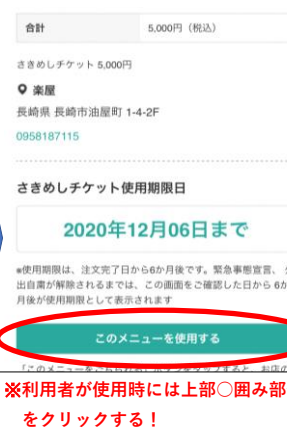 合計 5,000円（税込）
さきめしチケット 5,000円
楽屋
長崎県 長崎市油屋町 1-4-2F
0958187115
さきめしチケット使用期限日
2020年12月06日まで
※使用期限は、注文完了日から6か月後です。緊急事態宣言、
出自粛が解除されるまでは、この画面をご確認した日から 6か
月後が使用期限として表示されます
このメニューを使用する
※利用者が使用時には上部○囲み部
をクリックする！